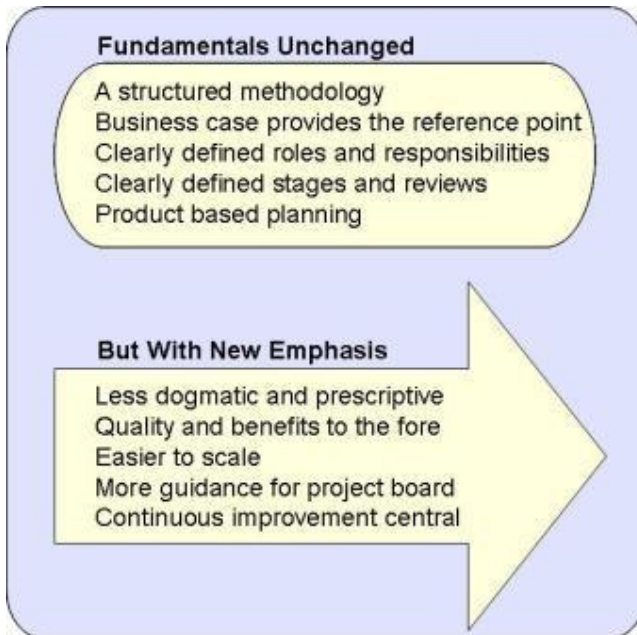 Fundamentals Unchanged
A structured methodology
Business case provides the reference point
Clearly defined roles and responsibilities
Clearly defined stages and reviews
Product based planning
But With New Emphasis
Less dogmatic and prescriptive
Quality and benefits to the fore
Easier to scale
More guidance for project board
Continuous improvement central